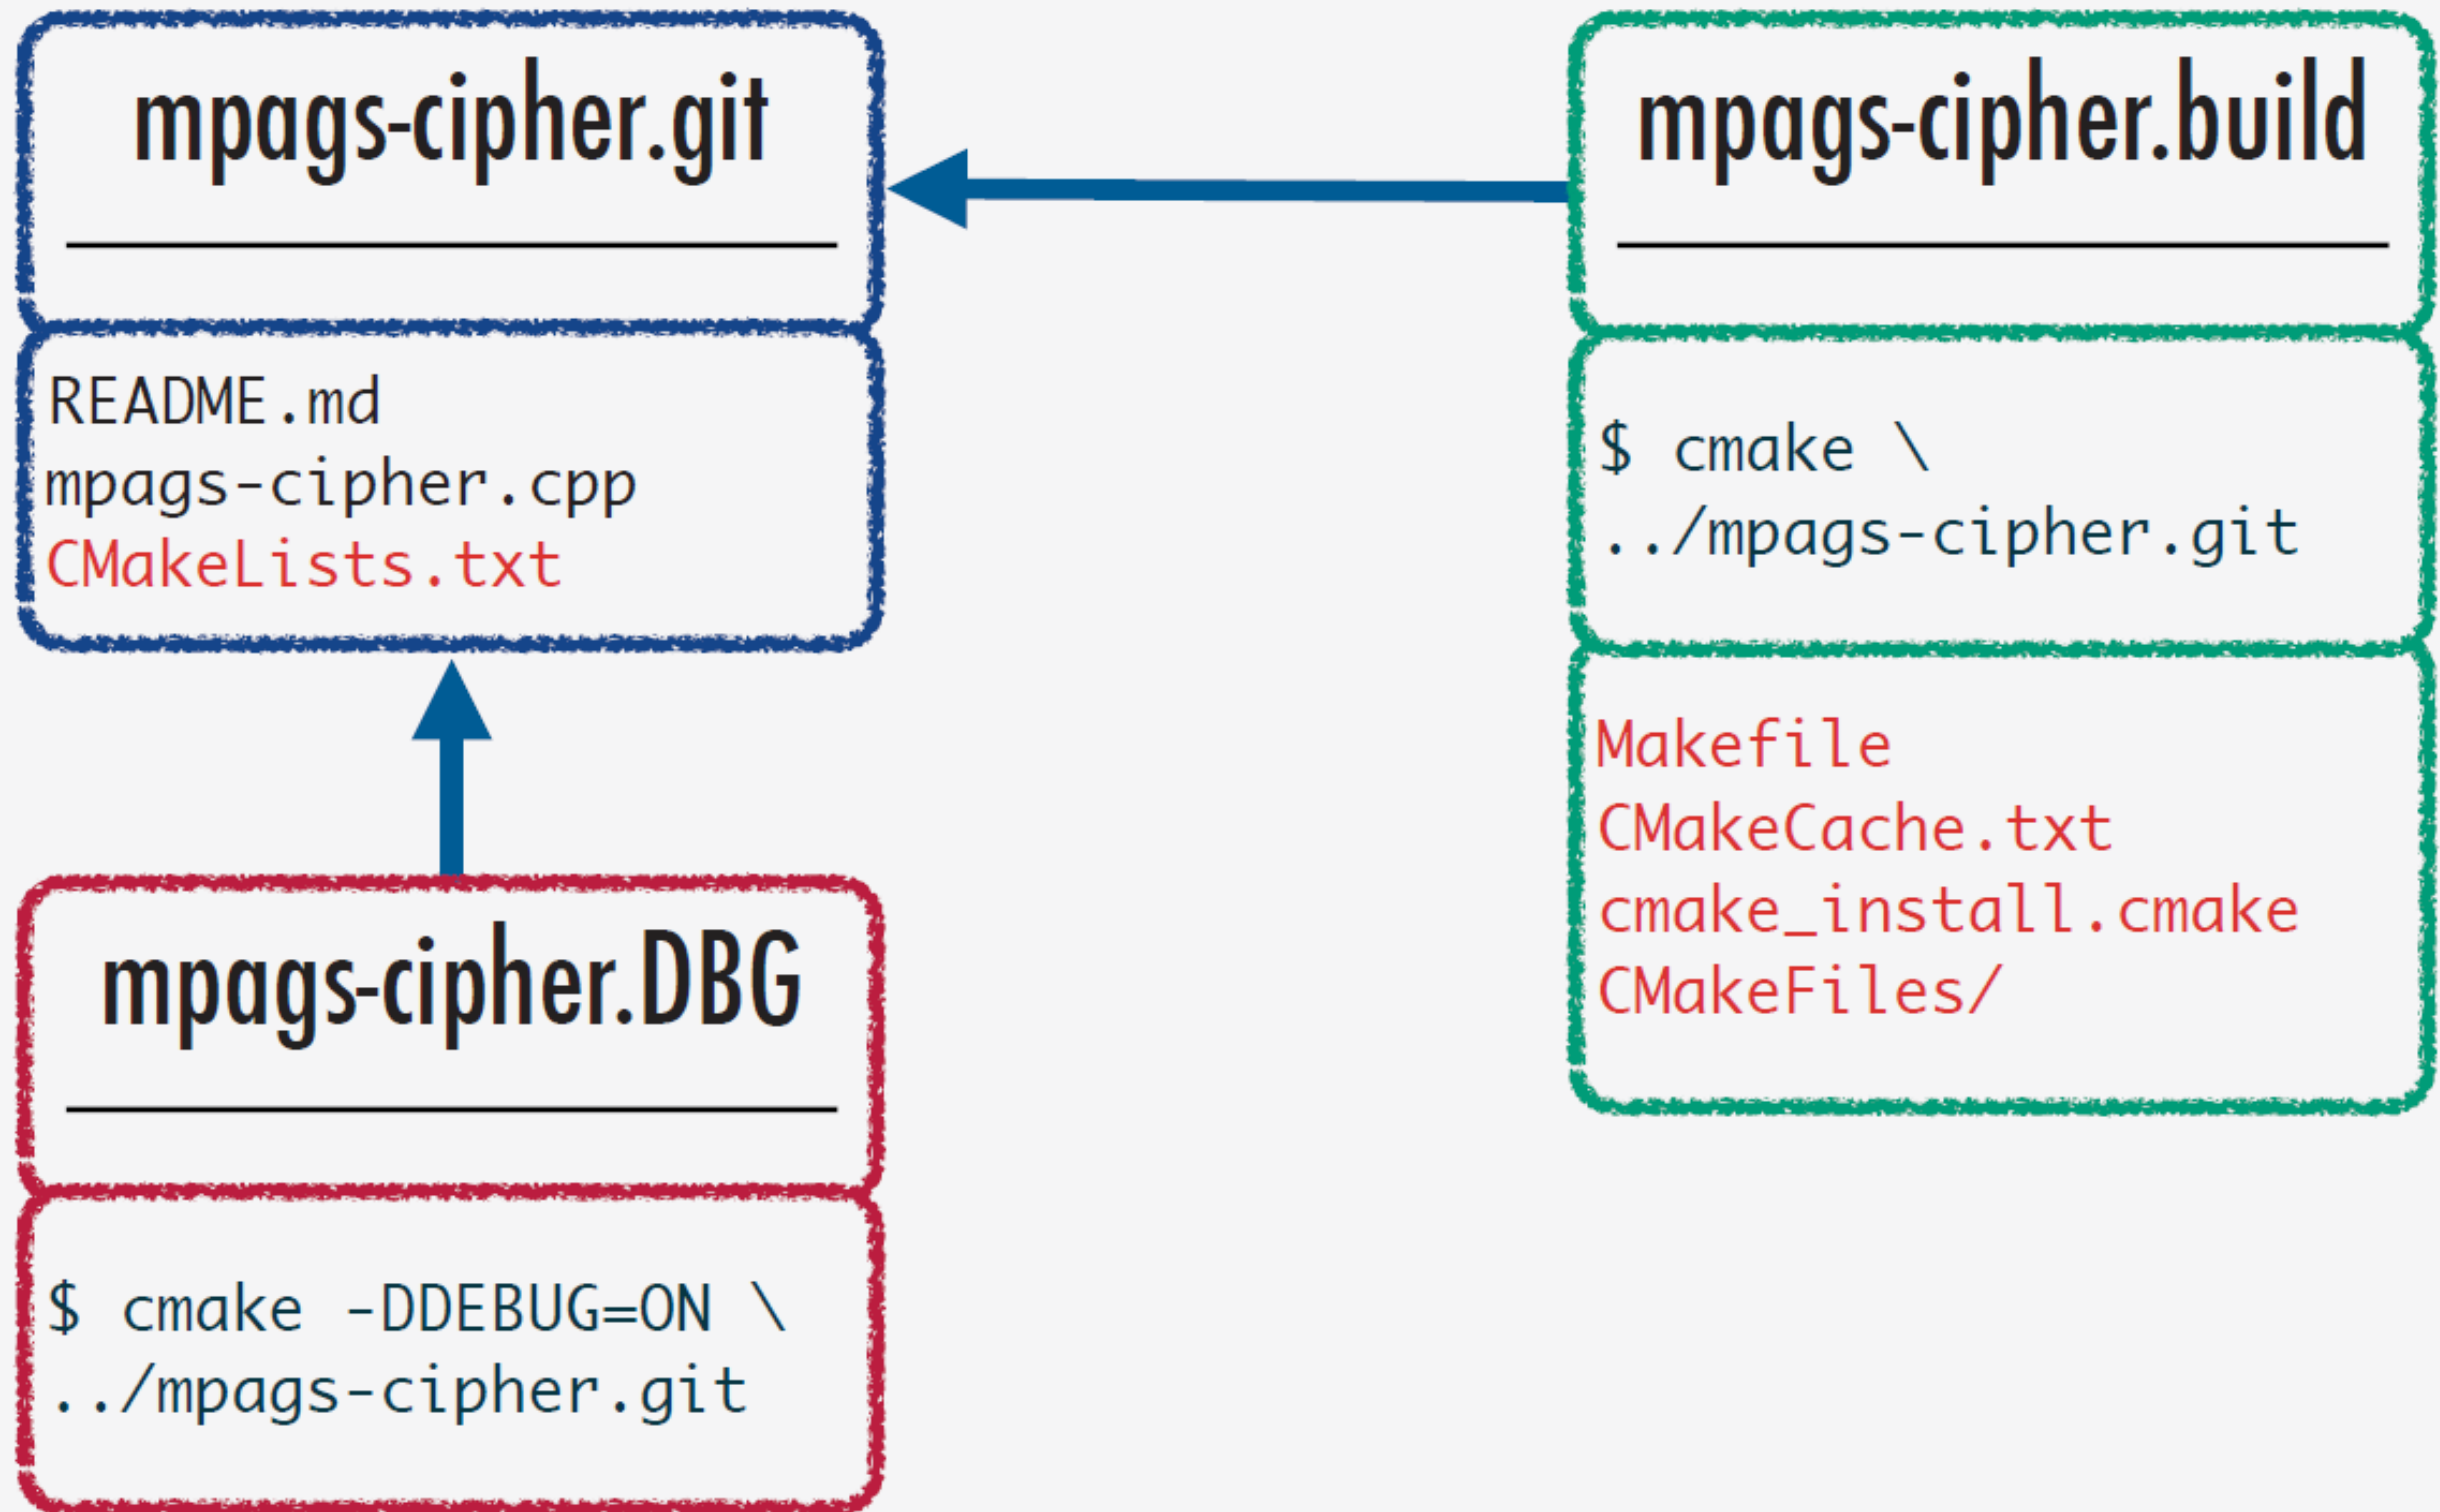 mpags-cipher.git
README.md
mpags-cipher.cpp
CMakeLists.txt
mpags-cipher.build
$ cmake \
../mpags-cipher.git
Makefile
CMakeCache.txt
cmake_install.cmake
CMakeFiles/
mpags-cipher.DBG
$ cmake -DDEBUG=ON \
../mpags-cipher.git